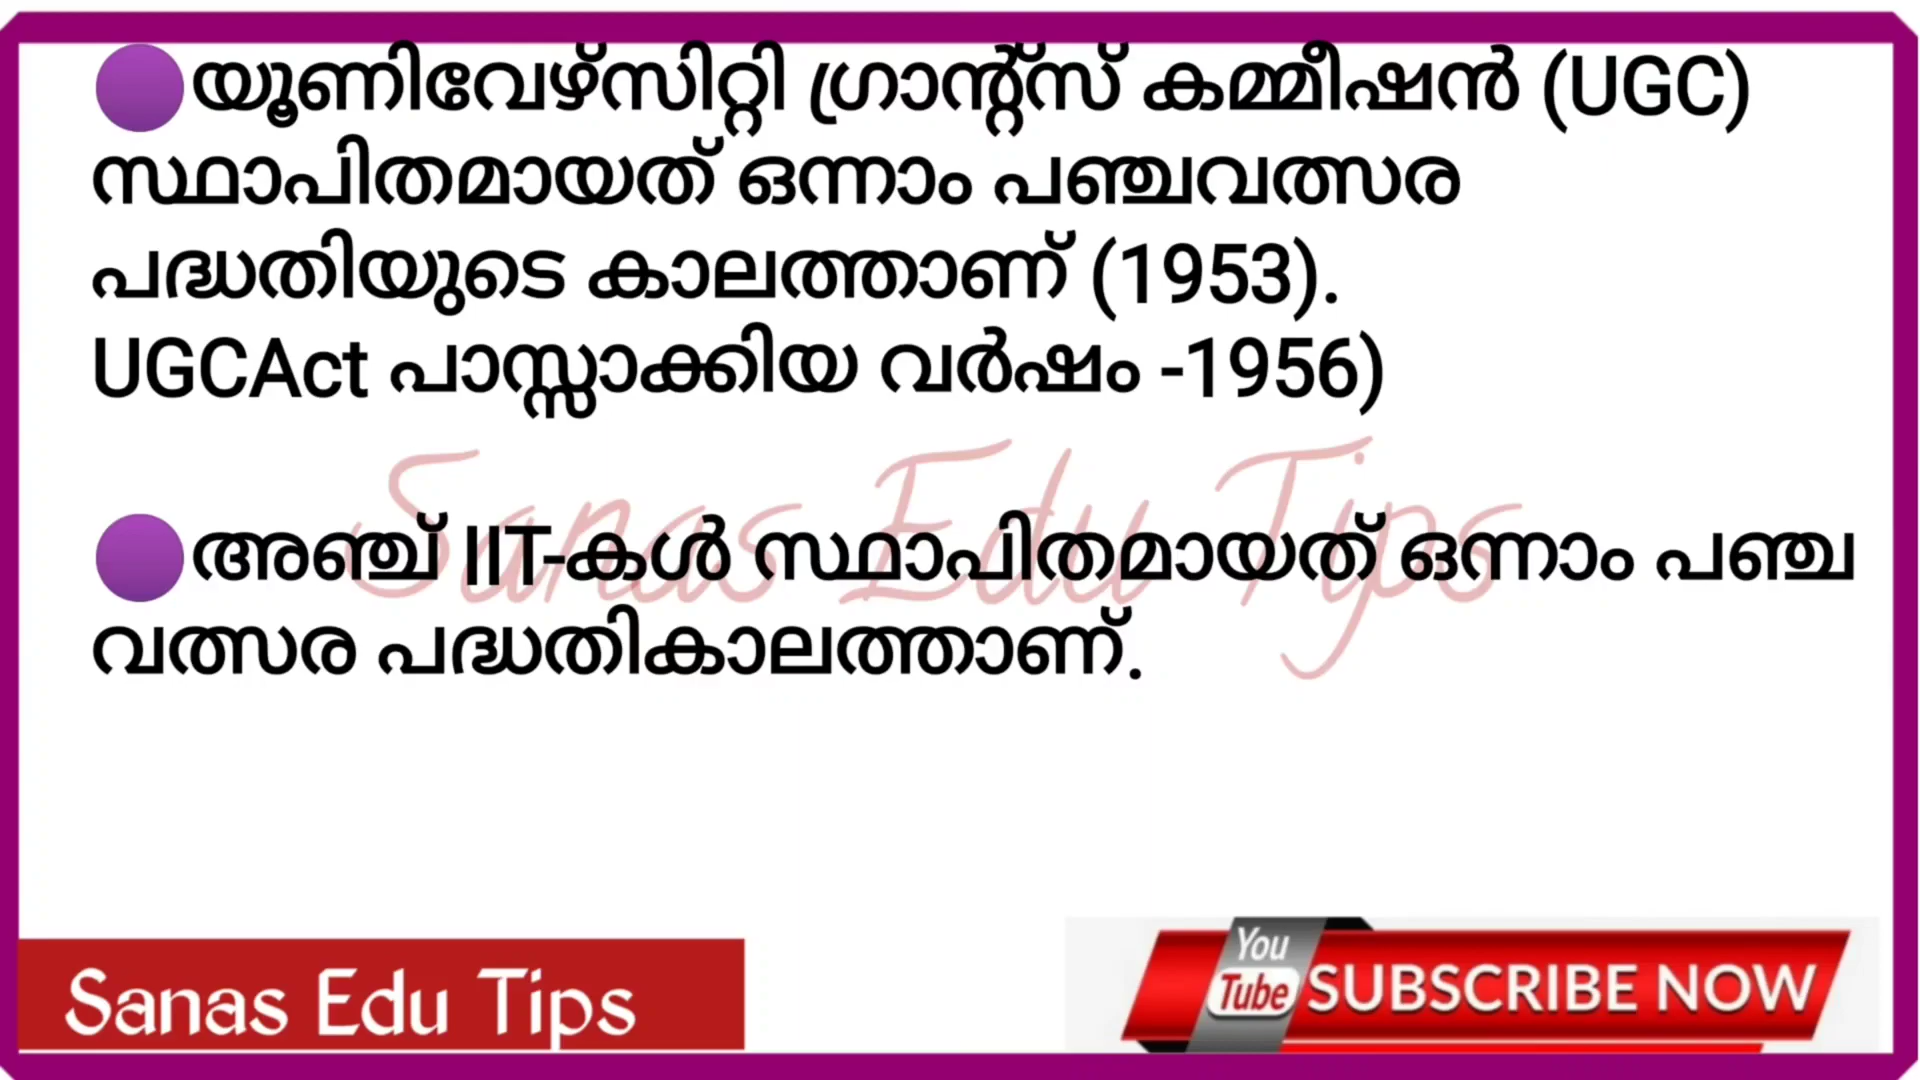 യൂണിവേഴ്സിറ്റി ഗ്രാന്റ്സ് കമ്മീഷൻ (UGC)
സ്ഥാപിതമായത് ഒന്നാം പഞ്ചവത്സര
പദ്ധതിയുടെ കാലത്താണ് (1953).
UGCAct പാസ്സാക്കിയ വർഷം -1956)
Sanas Edu Tips
അഞ്ച് IIT-കൾ സ്ഥാപിതമായത് ഒന്നാം പഞ്ച
വത്സര പദ്ധതികാലത്താണ്.
Sanas Edu Tips
You
Tube SUBSCRIBE NOW